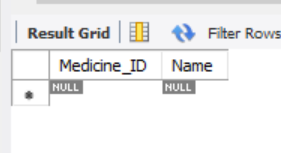 Result Grid Filter Rows
Medicine_ID Name
NULL NULL